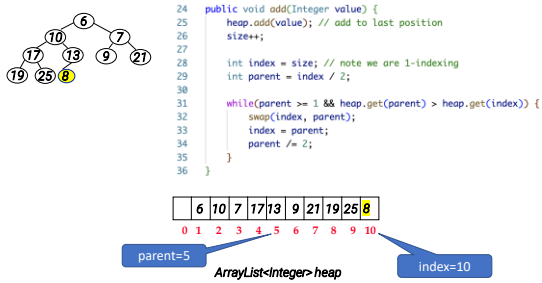 6
10 7
17 13 9 21
19 25 8
24 public void add(Integer value) {
25 heap.add(value); // add to last position
26 size++;
27
28 int index = size; // note we are 1-indexing
29 int parent = index / 2;
30
31 while(parent >= 1 && heap.get(parent) > heap.get(index)) {
32 swap(index, parent);
33 index = parent;
34 parent /= 2;
35 }
36 }
6 10 7 17 13 9 21 19 25 8
0 1 2 3 4 5 6 7 8 9 10
parent=5
index=10
ArrayList<Integer> heap